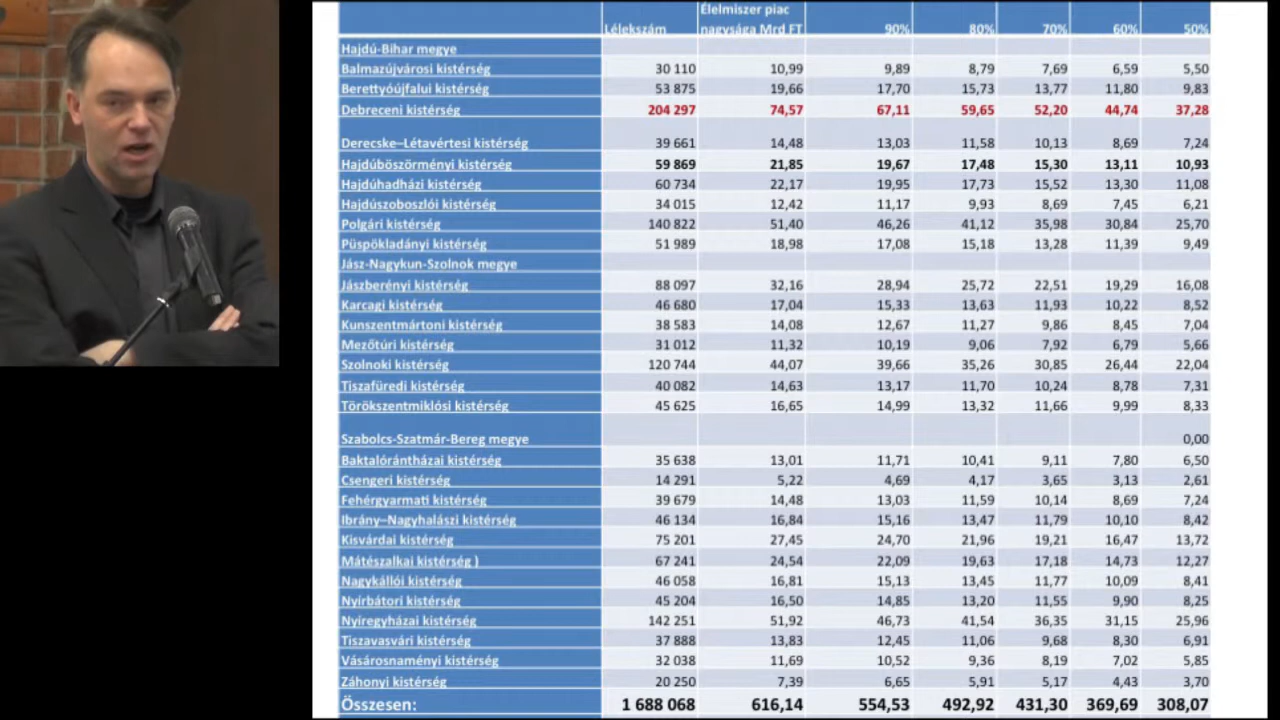 Élelmiszer piac
Lélekszám nagysága Mrd FT 90% 80% 70% 60% 50%
Hajdú-Bihar megye
Balmazújvárosi kistérség 30 110 10,99 9,89 8,79 7,69 6,59 5,50
Berettyóújfalui kistérség 53 875 19,66 17,70 15,73 13,77 11,80 9,83
Debreceni kistérség 204 297 74,57 67,11 59,65 52,20 44,74 37,28
Derecske–Létavértesi kistérség 39 661 14,48 13,03 11,58 10,13 8,69 7,24
Hajdúböszörményi kistérség 59 869 21,85 19,67 17,48 15,30 13,11 10,93
Hajdúhadházi kistérség 60 734 22,17 19,95 17,73 15,52 13,30 11,08
Hajdúszoboszlói kistérség 34 015 12,42 11,17 9,93 8,69 7,45 6,21
Polgári kistérség 140 822 51,40 46,26 41,12 35,98 30,84 25,70
Püspökladányi kistérség 51 989 18,98 17,08 15,18 13,28 11,39 9,49
Jász-Nagykun-Szolnok megye
Jászberényi kistérség 88 097 32,16 28,94 25,72 22,51 19,29 16,08
Karcagi kistérség 46 680 17,04 15,33 13,63 11,93 10,22 8,52
Kunszentmártoni kistérség 38 583 14,08 12,67 11,27 9,86 8,45 7,04
Mezőtúri kistérség 31 012 11,32 10,19 9,06 7,92 6,79 5,66
Szolnoki kistérség 120 744 44,07 39,66 35,26 30,85 26,44 22,04
Tiszafüredi kistérség 40 082 14,63 13,17 11,70 10,24 8,78 7,31
Törökszentmiklósi kistérség 45 625 16,65 14,99 13,32 11,66 9,99 8,33
Szabolcs-Szatmár-Bereg megye 0,00
Baktalórántházai kistérség 35 638 13,01 11,71 10,41 9,11 7,80 6,50
Csengeri kistérség 14 291 5,22 4,69 4,17 3,65 3,13 2,61
Fehérgyarmati kistérség 39 679 14,48 13,03 11,59 10,14 8,69 7,24
Ibrány–Nagyhalászi kistérség 46 134 16,84 15,16 13,47 11,79 10,10 8,42
Kisvárdai kistérség 75 201 27,45 24,70 21,96 19,21 16,47 13,72
Mátészalkai kistérség ) 67 241 24,54 22,09 19,63 17,18 14,73 12,27
Nagykállói kistérség 46 058 16,81 15,13 13,45 11,77 10,09 8,41
Nyírbátori kistérség 45 204 16,50 14,85 13,20 11,55 9,90 8,25
Nyíregyházai kistérség 142 251 51,92 46,73 41,54 36,35 31,15 25,96
Tiszavasvári kistérség 37 888 13,83 12,45 11,06 9,68 8,30 6,91
Vásárosnaményi kistérség 32 038 11,69 10,52 9,36 8,19 7,02 5,85
Záhonyi kistérség 20 250 7,39 6,65 5,91 5,17 4,43 3,70
Összesen: 1 688 068 616,14 554,53 492,92 431,30 369,69 308,07